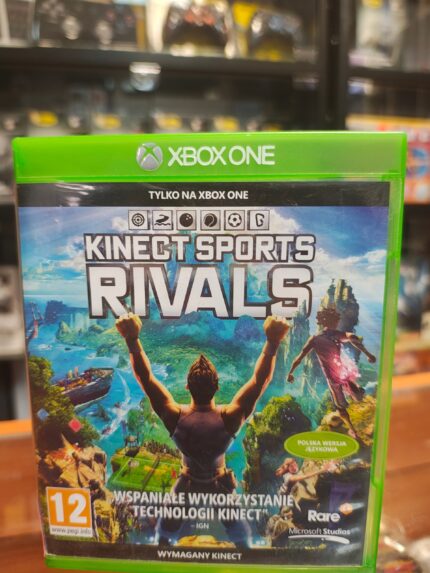 XBOX ONE
TYLKO NA XBOX ONE
KINECT SPORTS
RIVALS
POLSKA WERSJA
JĘZYKOWA
WSPANIAŁE WYKORZYSTANIE
TECHNOLOGII KINECT"
- IGN
12
www.pegi.info
Rare
Microsoft Studios
WYMAGANY KINECT